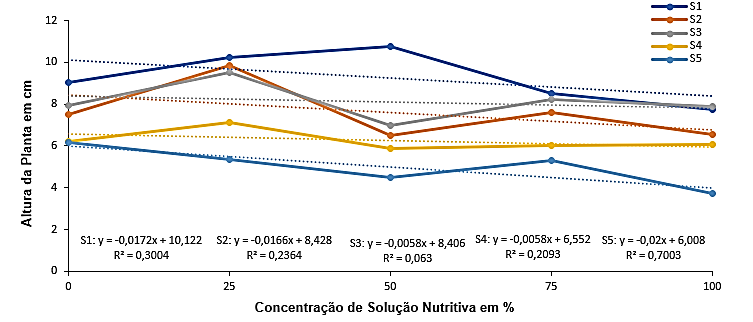 S1
S2
S3
S4
S5
12
10
8
6
4
2
0
Altura da Planta em cm
S1: y = -0,0172x + 10,122
R² = 0,3004
S2: y = -0,0166x + 8,428
R² = 0,2364
S3: y = -0,0058x + 8,406
R² = 0,063
S4: y = -0,0058x + 6,552
R² = 0,2093
S5: y = -0,02x + 6,008
R² = 0,7003
0 25 50 75 100
Concentração de Solução Nutritiva em %